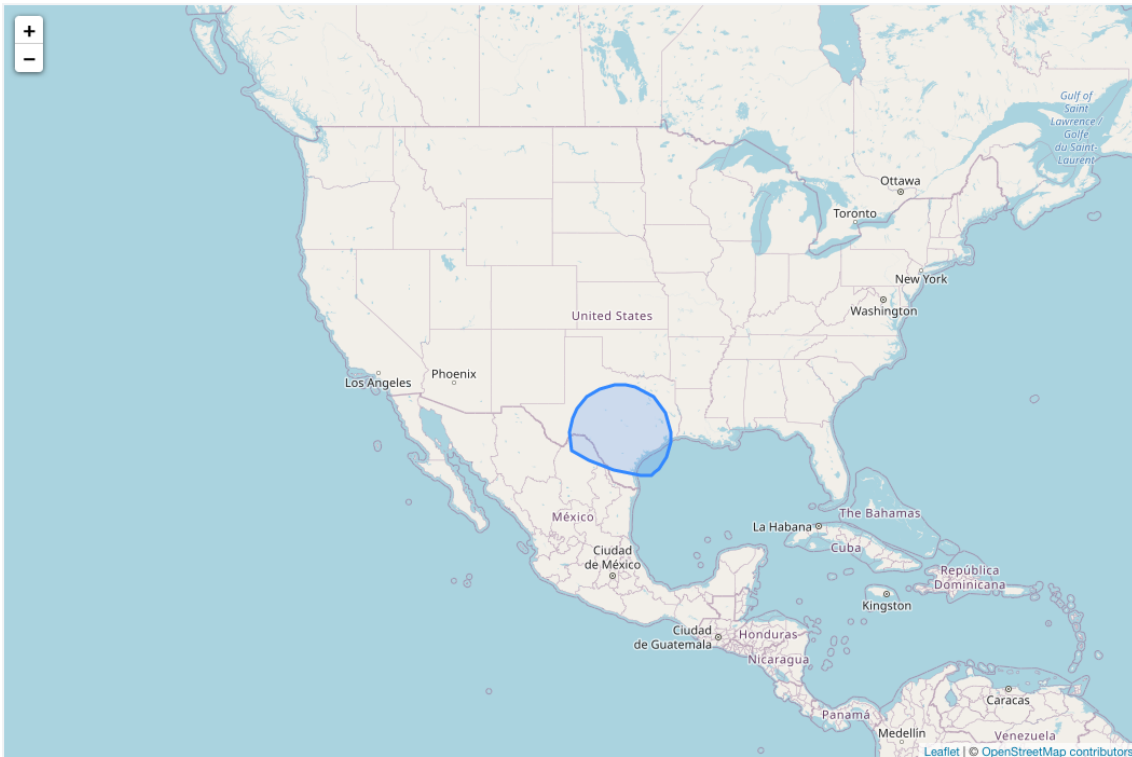 +
−
Gulf of
Saint
Lawrence /
Golfe
du Saint-
Laurent
Ottawa
Toronto
New York
Washington
United States
Phoenix
Los Angeles
The Bahamas
México
La Habana
Cuba
Ciudad
de México
República
Dominicana
Kingston
Ciudad
de Guatemala
Honduras
Nicaragua
Caracas
Panamá
Medellín
Venezuela
Leaflet | © OpenStreetMap contributors